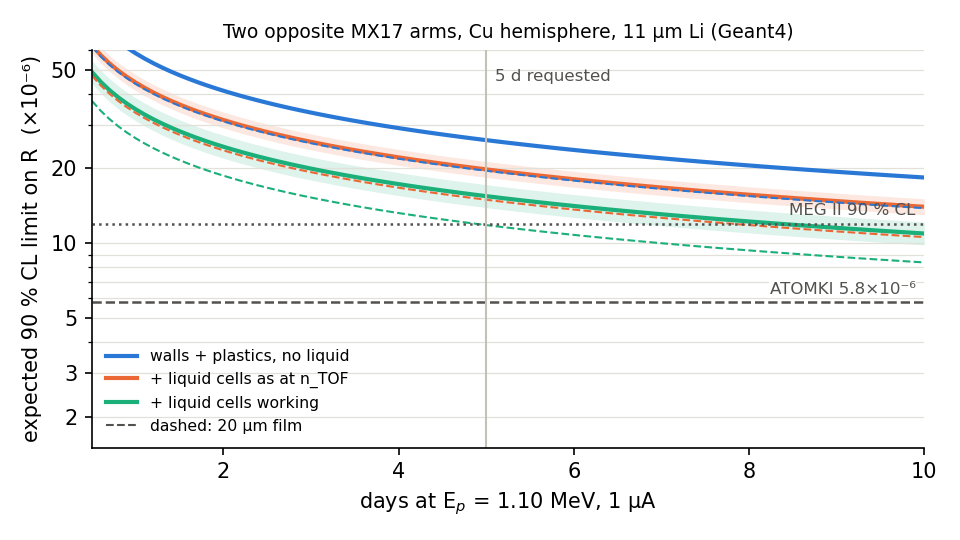 Two opposite MX17 arms, Cu hemisphere, 11 µm Li (Geant4)
expected 90 % CL limit on R (×10⁻⁶)
50
20
10
5
3
2
5 d requested
MEG II 90 % CL
ATOMKI 5.8×10⁻⁶
walls + plastics, no liquid
+ liquid cells as at n_TOF
+ liquid cells working
dashed: 20 µm film
2
4
6
8
10
days at Eₚ = 1.10 MeV, 1 µA